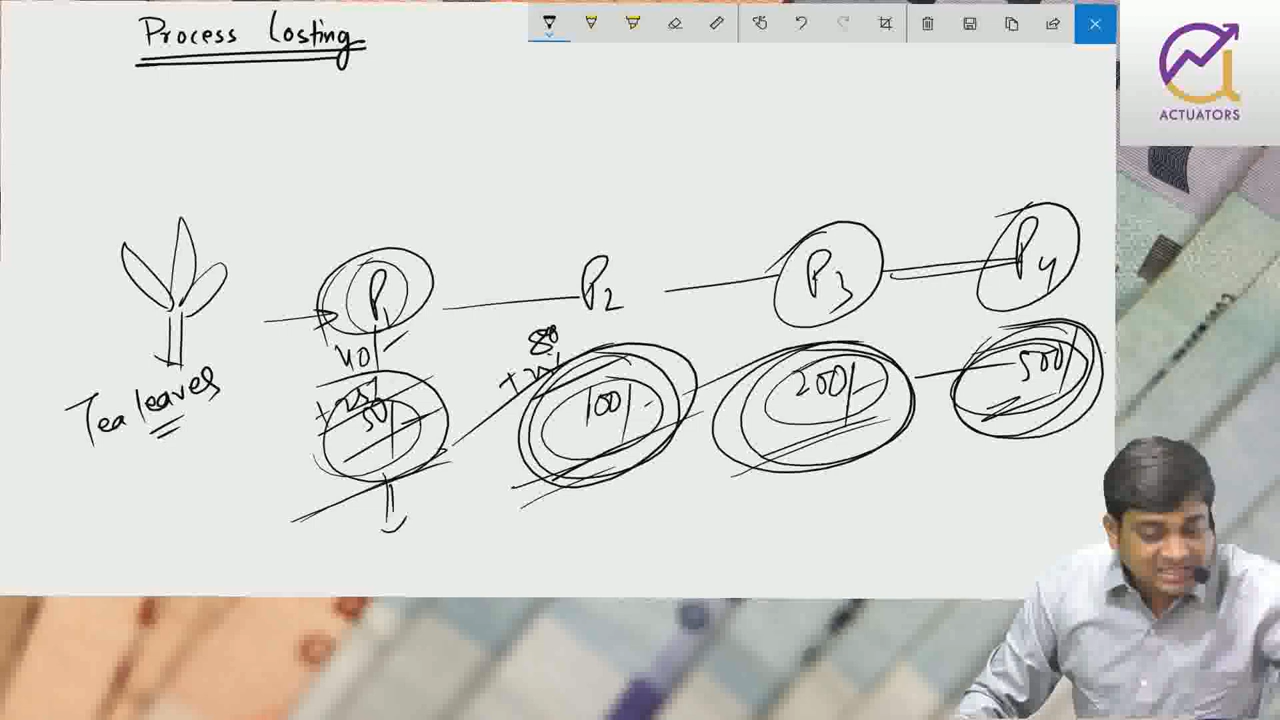 Process Costing
ACTUATORS
P1
P2
P3
P4
40/-
80
50/-
100/-
200/-
500/-
Tea leaves